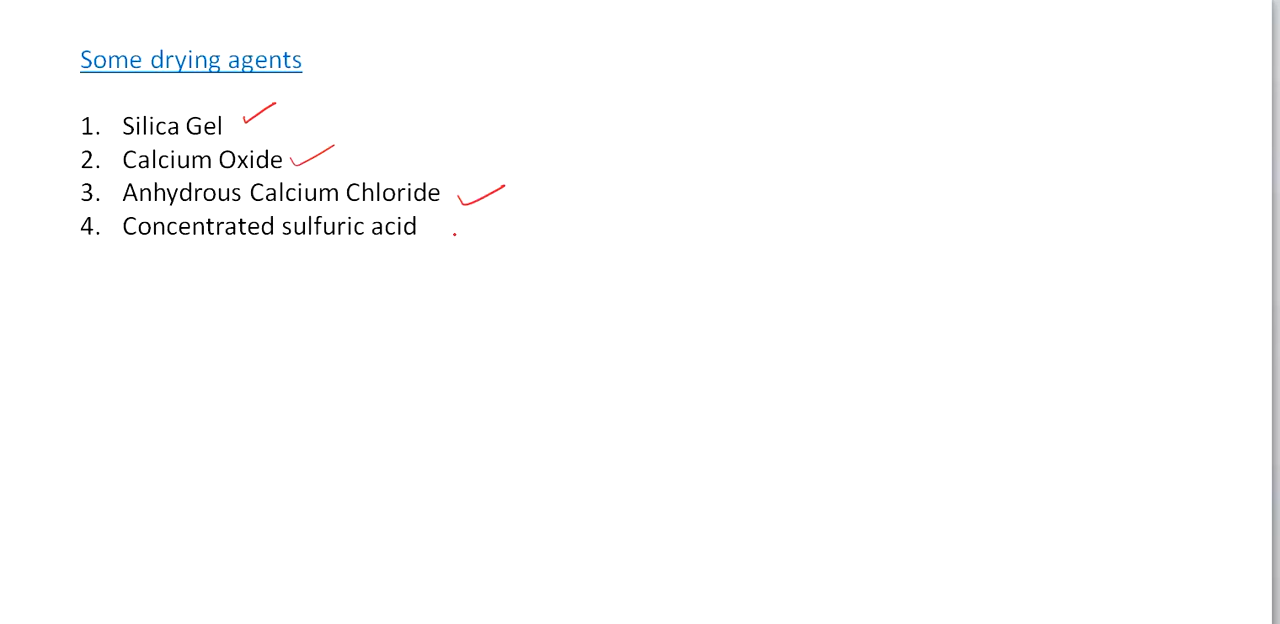 Some drying agents
1. Silica Gel
2. Calcium Oxide
3. Anhydrous Calcium Chloride
4. Concentrated sulfuric acid